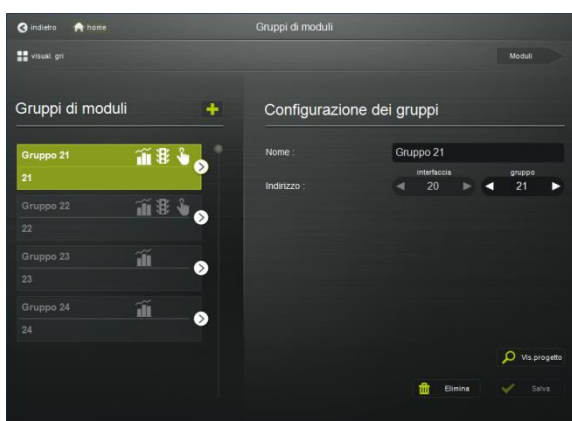 indietro home Gruppi di moduli
visual. gri Moduli
Gruppi di moduli
Gruppo 21
21
Gruppo 22
22
Gruppo 23
23
Gruppo 24
24
Configurazione dei gruppi
Nome : Gruppo 21
interfaccia gruppo
Indirizzo : 20 21
Vis.progetto
Elimina Salva